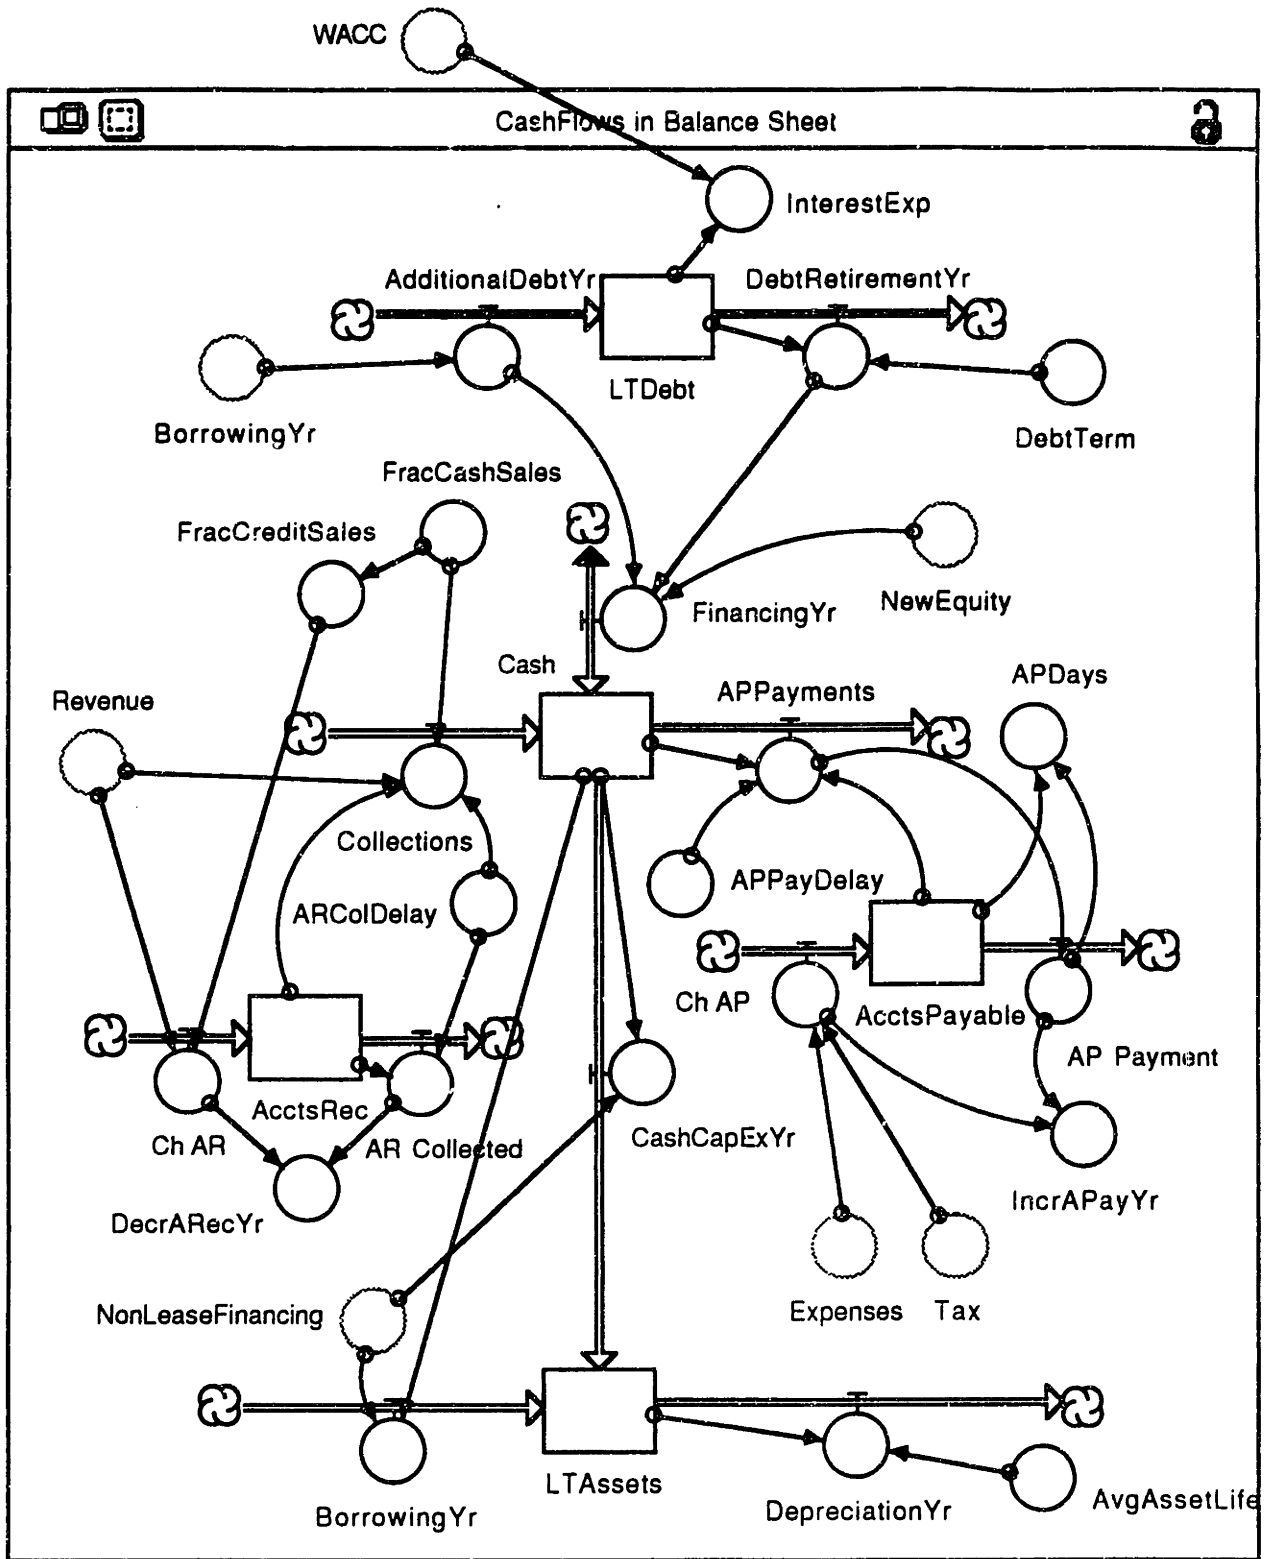 WACC
CashFlows in Balance Sheet
InterestExp
AdditionalDebtYr
DebtRetirementYr
LTDebt
BorrowingYr
DebtTerm
FracCashSales
FracCreditSales
NewEquity
FinancingYr
Cash
APPayments
APDays
Revenue
Collections
APPayDelay
ARColDelay
Ch AP
AcctsPayable
AP Payment
AcctsRec
Ch AR
AR Collected
CashCapExYr
IncrAPayYr
DecrARecYr
NonLeaseFinancing
Expenses
Tax
LTAssets
BorrowingYr
DepreciationYr
AvgAssetLife